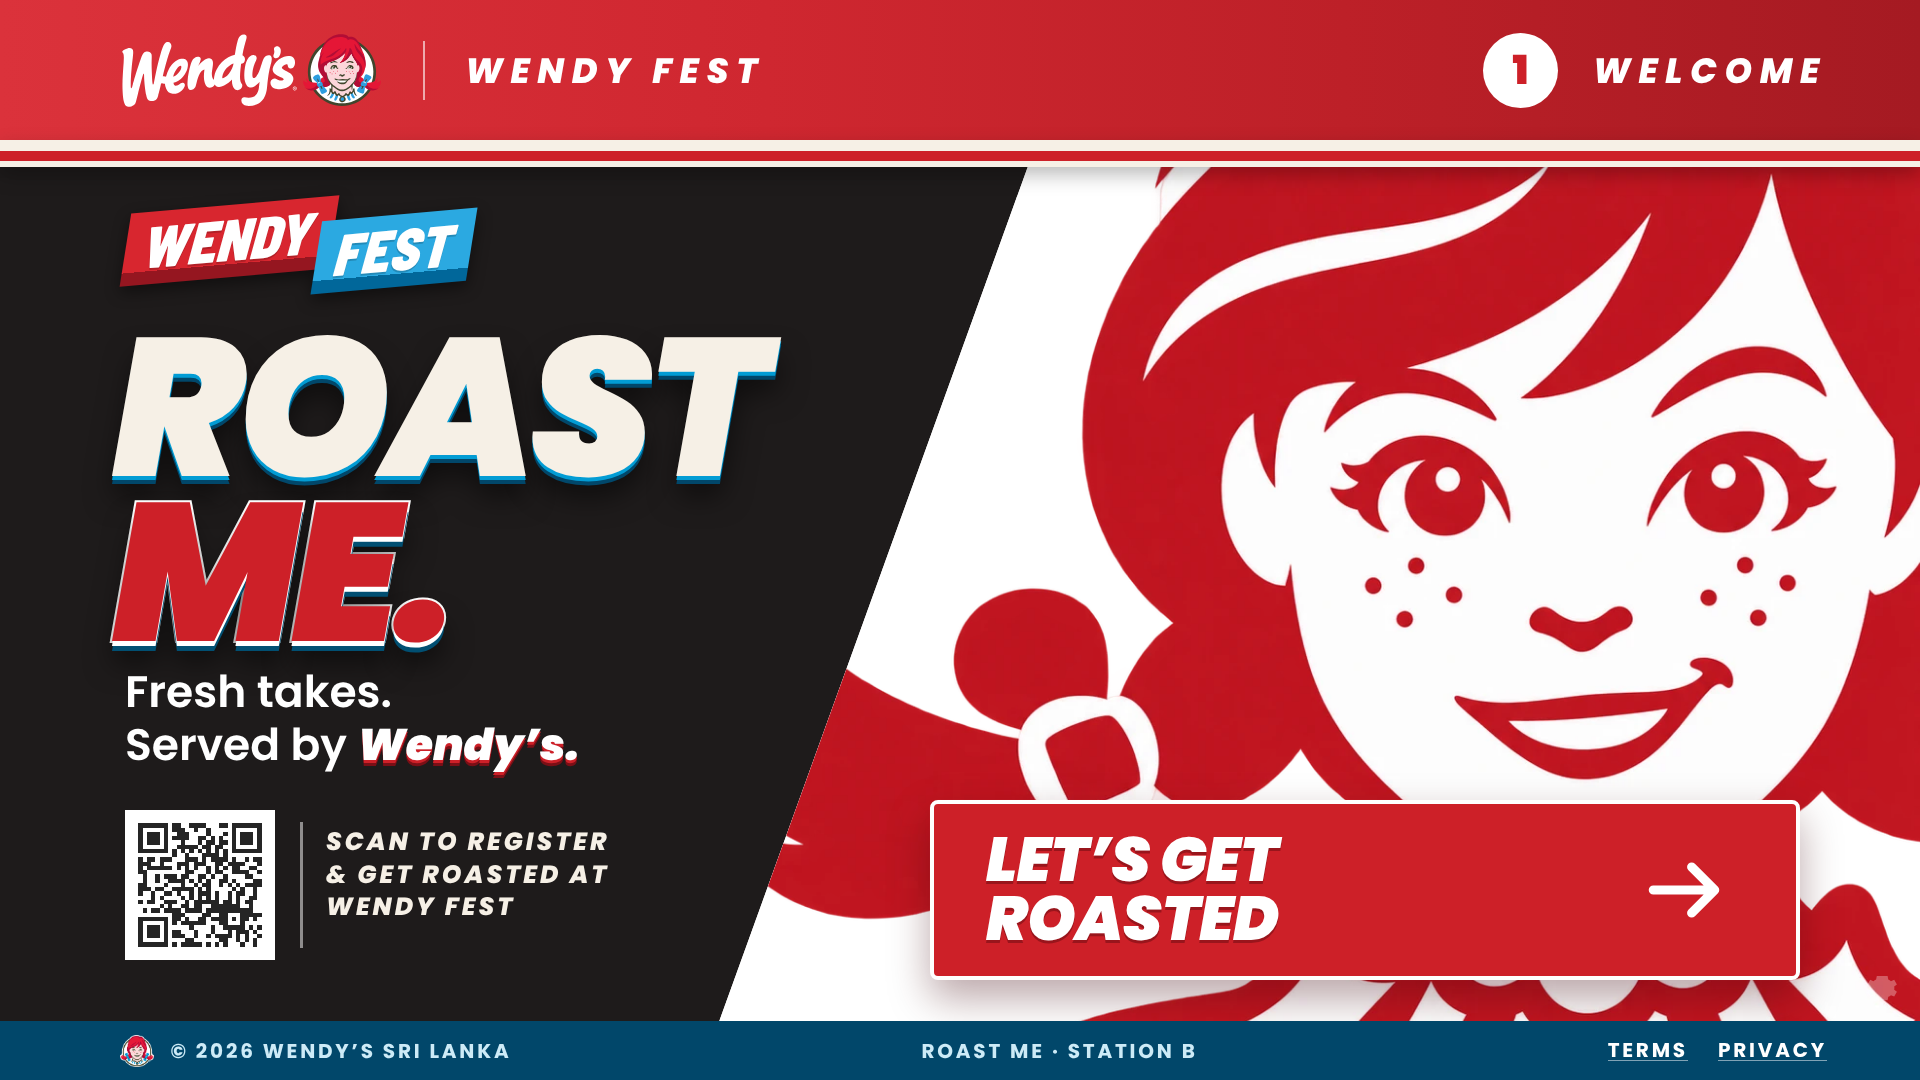 Wendy's
WENDY FEST
1
WELCOME
WENDY
FEST
ROAST
ME.
Fresh takes.
Served by Wendy’s.
SCAN TO REGISTER
& GET ROASTED AT
WENDY FEST
LET’S GET
ROASTED
© 2026 WENDY’S SRI LANKA
ROAST ME · STATION B
TERMS
PRIVACY